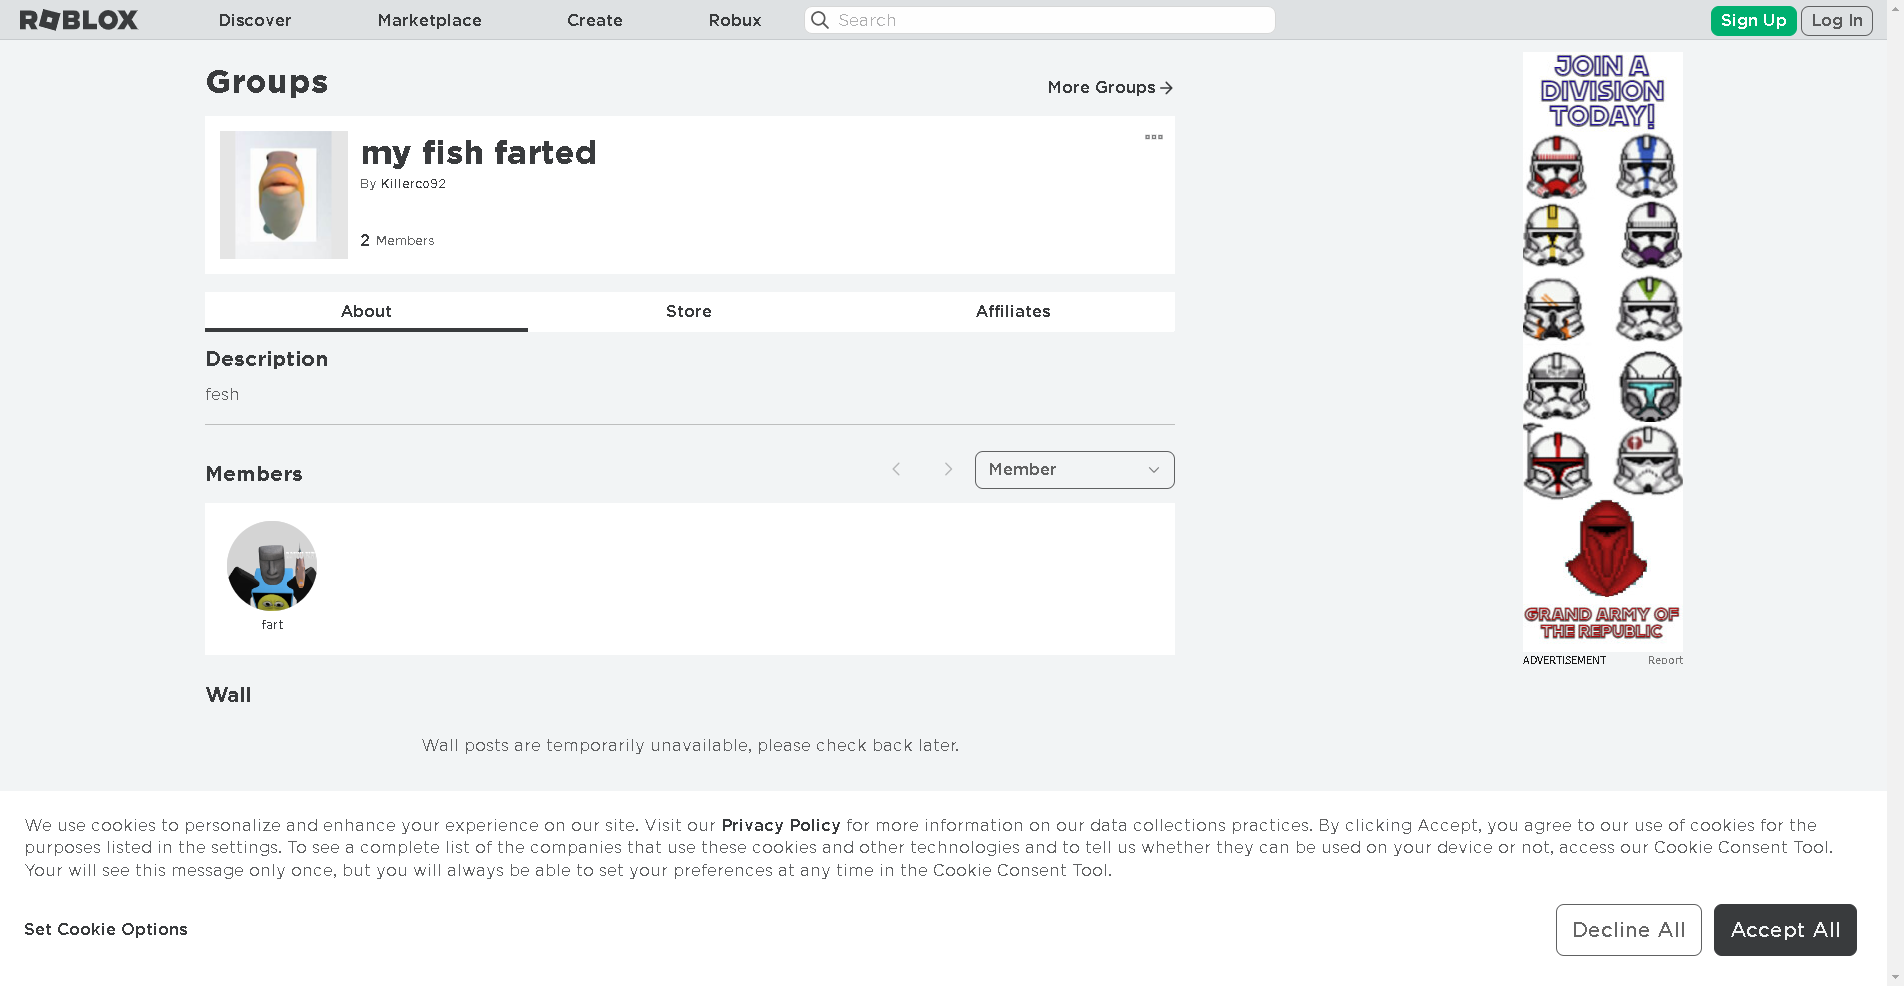 ROBLOX
Discover
Marketplace
Create
Robux
Search
Sign Up
Log In
Groups
More Groups
my fish farted
By Killerco92
2 Members
About
Store
Affiliates
Description
fesh
Members
Member
fart
Wall
Wall posts are temporarily unavailable, please check back later.
JOIN A
DIVISION
TODAY!
GRAND ARMY OF
THE REPUBLIC
ADVERTISEMENT
Report
We use cookies to personalize and enhance your experience on our site. Visit our Privacy Policy for more information on our data collections practices. By clicking Accept, you agree to our use of cookies for the
purposes listed in the settings. To see a complete list of the companies that use these cookies and other technologies and to tell us whether they can be used on your device or not, access our Cookie Consent Tool.
Your will see this message only once, but you will always be able to set your preferences at any time in the Cookie Consent Tool.
Set Cookie Options
Decline All
Accept All